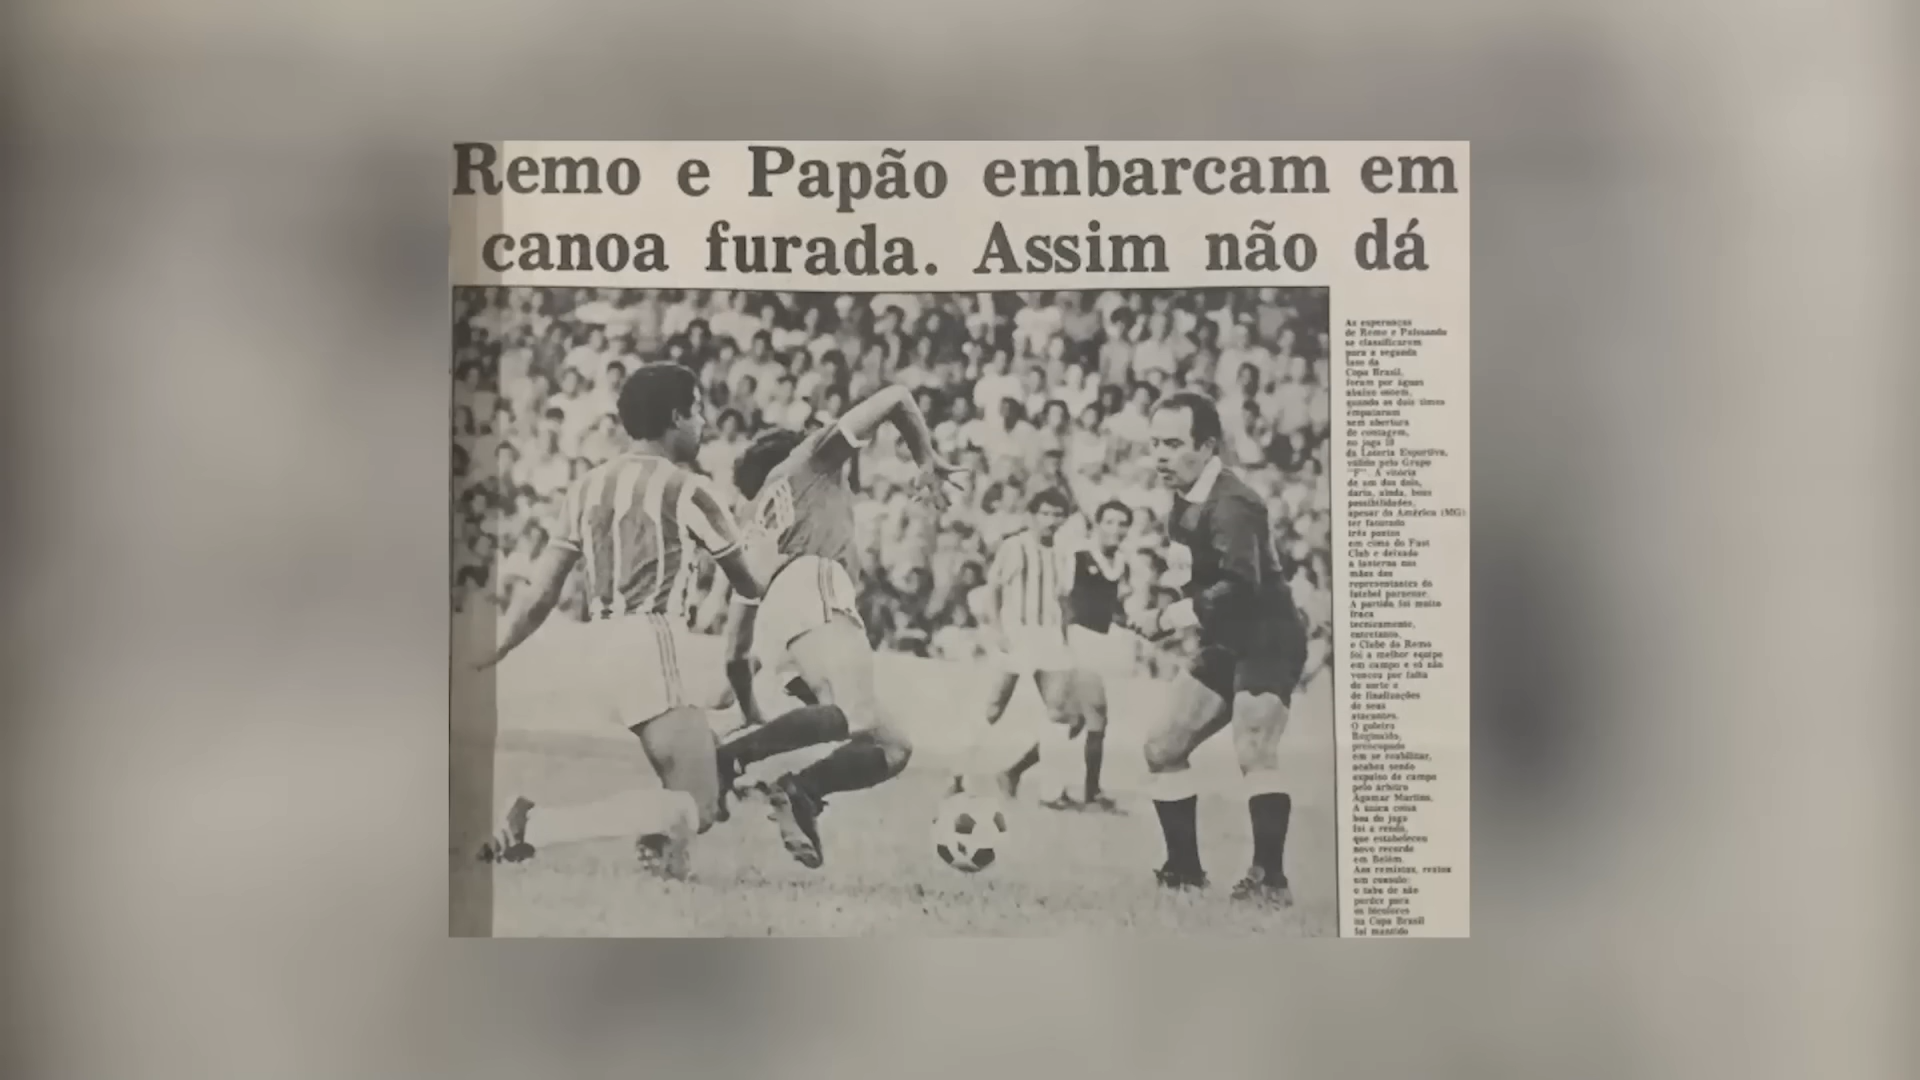 Remo e Papão embarcam em
canoa furada. Assim não dá
As esperanças
de Remo e Paissandu
se classificarem
para a segunda
fase da
Copa Brasil,
foram por águas
abaixo ontem,
quando os dois times
empataram
sem abertura
de contagem,
no jogo 10
da Loteria Esportiva,
válido pelo Grupo
"F". A vitória
de um dos dois,
daria, ainda, boas
possibilidades,
apesar do América (MG)
ter faturado
três pontos
em cima do Fast
Club e deixado
a lanterna nas
mãos dos
representantes do
futebol paraense.
A partida foi muito
fraca
tecnicamente,
entretanto,
o Clube do Remo
foi a melhor equipe
em campo e só não
venceu por falta
de sorte e
de finalizações
de seus
atacantes.
O goleiro
Reginaldo,
preocupado
em se reabilitar,
acabou sendo
expulso de campo
pelo árbitro
Agomar Martins.
A única coisa
boa do jogo
foi a renda,
que estabeleceu
novo recorde
em Belém.
Aos remistas, restou
um consolo:
o tabu de não
perder para
os bicolores
na Copa Brasil
foi mantido